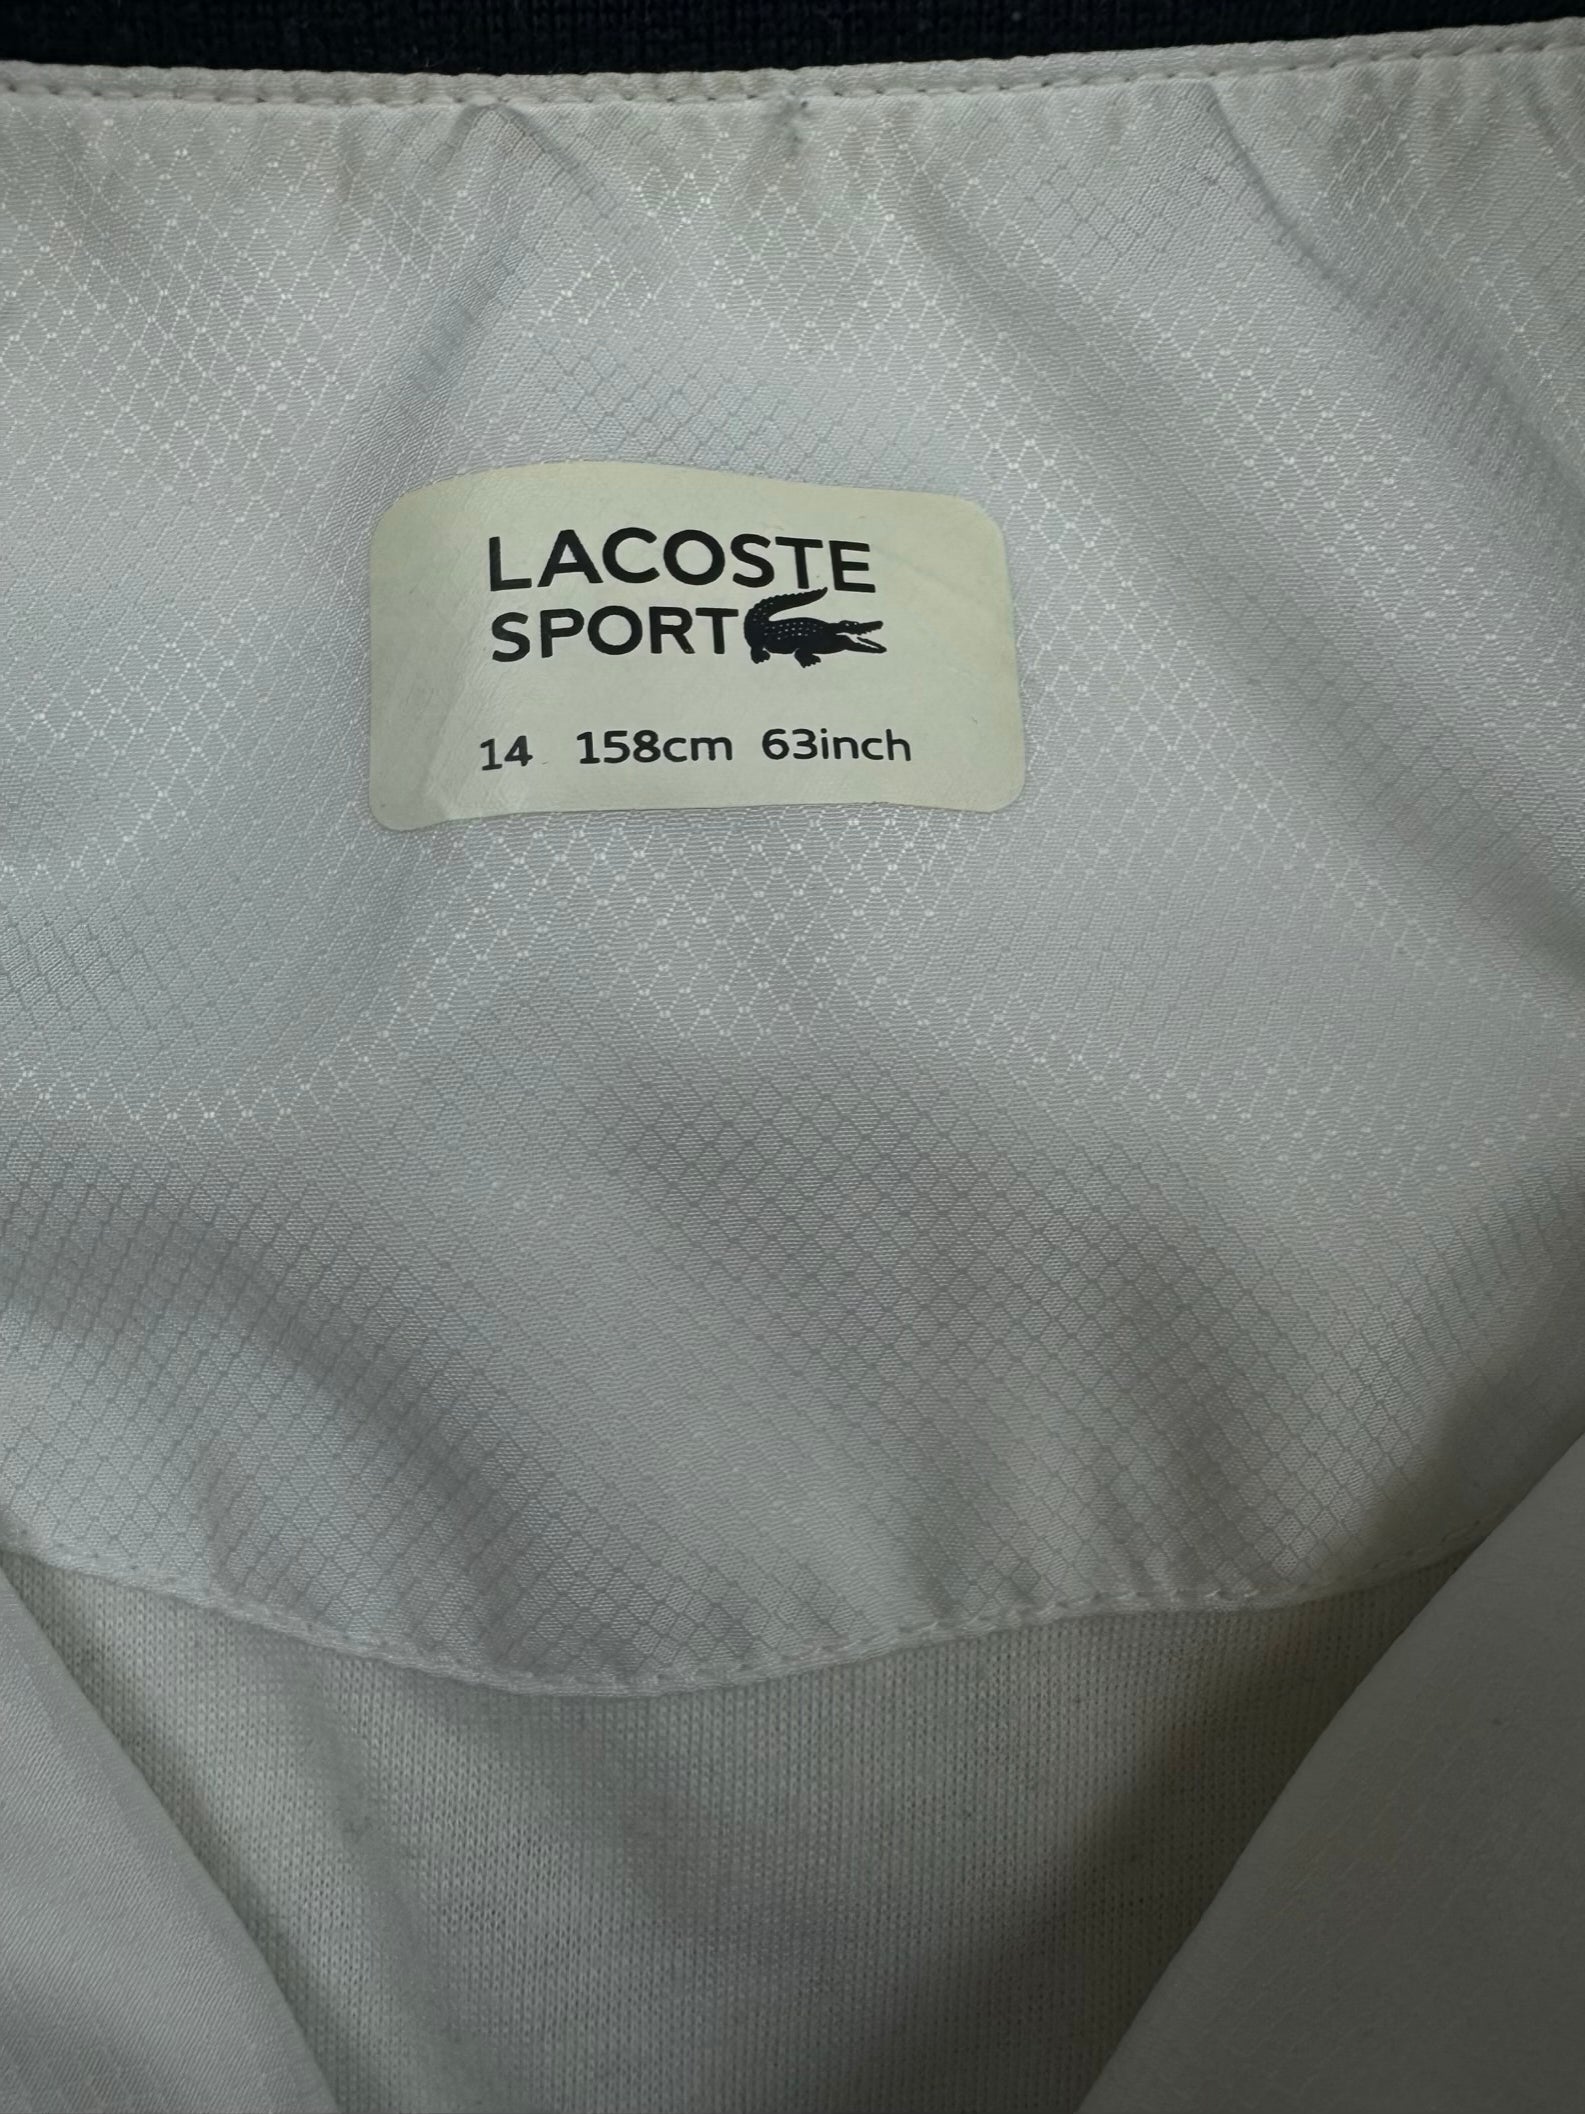 LACOSTE
SPORT
14 158cm 63inch